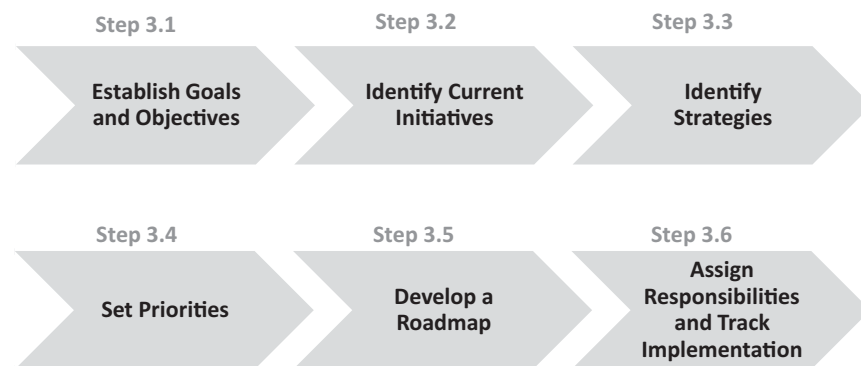 Step 3.1
Establish Goals
and Objectives
Step 3.2
Identify Current
Initiatives
Step 3.3
Identify
Strategies
Step 3.4
Set Priorities
Step 3.5
Develop a
Roadmap
Step 3.6
Assign
Responsibilities
and Track
Implementation